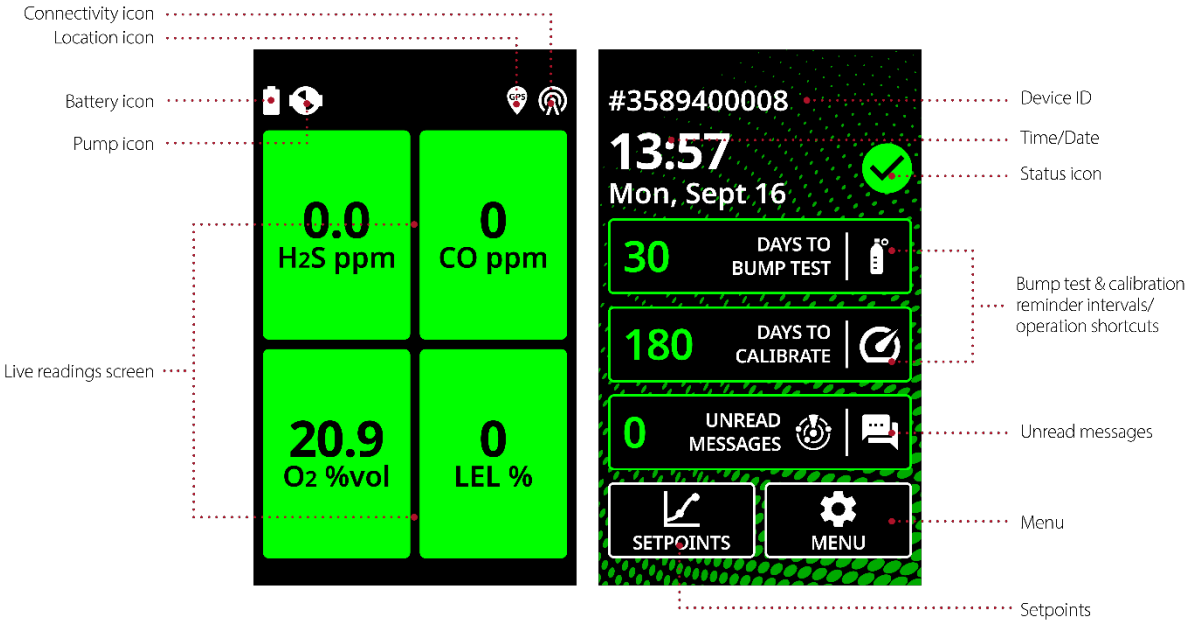 Connectivity icon
Location icon
Battery icon
Pump icon
Live readings screen
GPS
0.0
H2S ppm
0
CO ppm
20.9
O2 %vol
0
LEL %
#3589400008
13:57
Mon, Sept 16
30
DAYS TO
BUMP TEST
180
DAYS TO
CALIBRATE
0
UNREAD
MESSAGES
SETPOINTS
MENU
Device ID
Time/Date
Status icon
Bump test & calibration
reminder intervals/
operation shortcuts
Unread messages
Menu
Setpoints